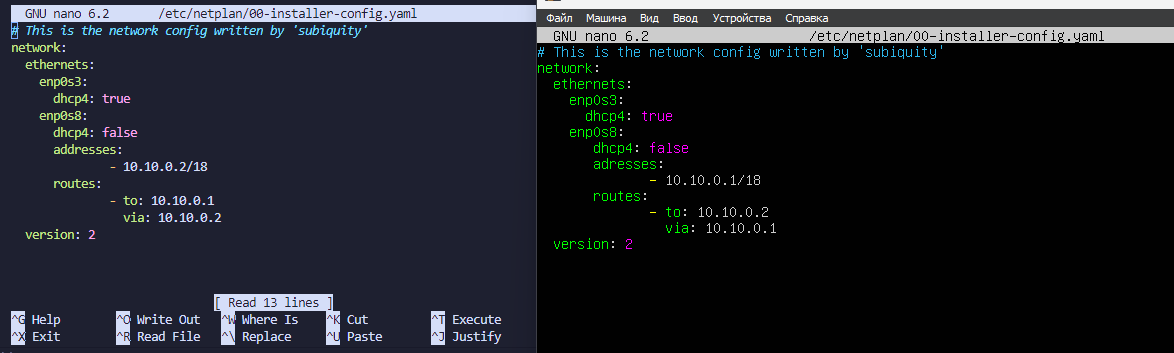 GNU nano 6.2 /etc/netplan/00-installer-config.yaml
# This is the network config written by 'subiquity'
network:
ethernets:
enp0s3:
dhcp4: true
enp0s8:
dhcp4: false
addresses:
- 10.10.0.2/18
routes:
- to: 10.10.0.1
via: 10.10.0.2
version: 2
[ Read 13 lines ]
^G Help ^O Write Out ^W Where Is ^K Cut ^T Execute
^X Exit ^R Read File ^\ Replace ^U Paste ^J Justify
Файл Машина Вид Ввод Устройства Справка
GNU nano 6.2 /etc/netplan/00-installer-config.yaml
# This is the network config written by 'subiquity'
network:
ethernets:
enp0s3:
dhcp4: true
enp0s8:
dhcp4: false
adresses:
- 10.10.0.1/18
routes:
- to: 10.10.0.2
via: 10.10.0.1
version: 2